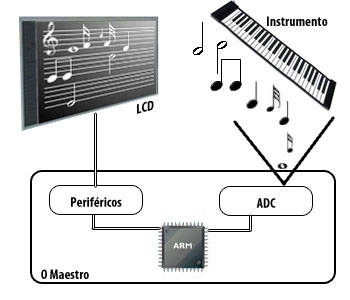 Instrumento
LCD
Periféricos
ADC
ARM
O Maestro